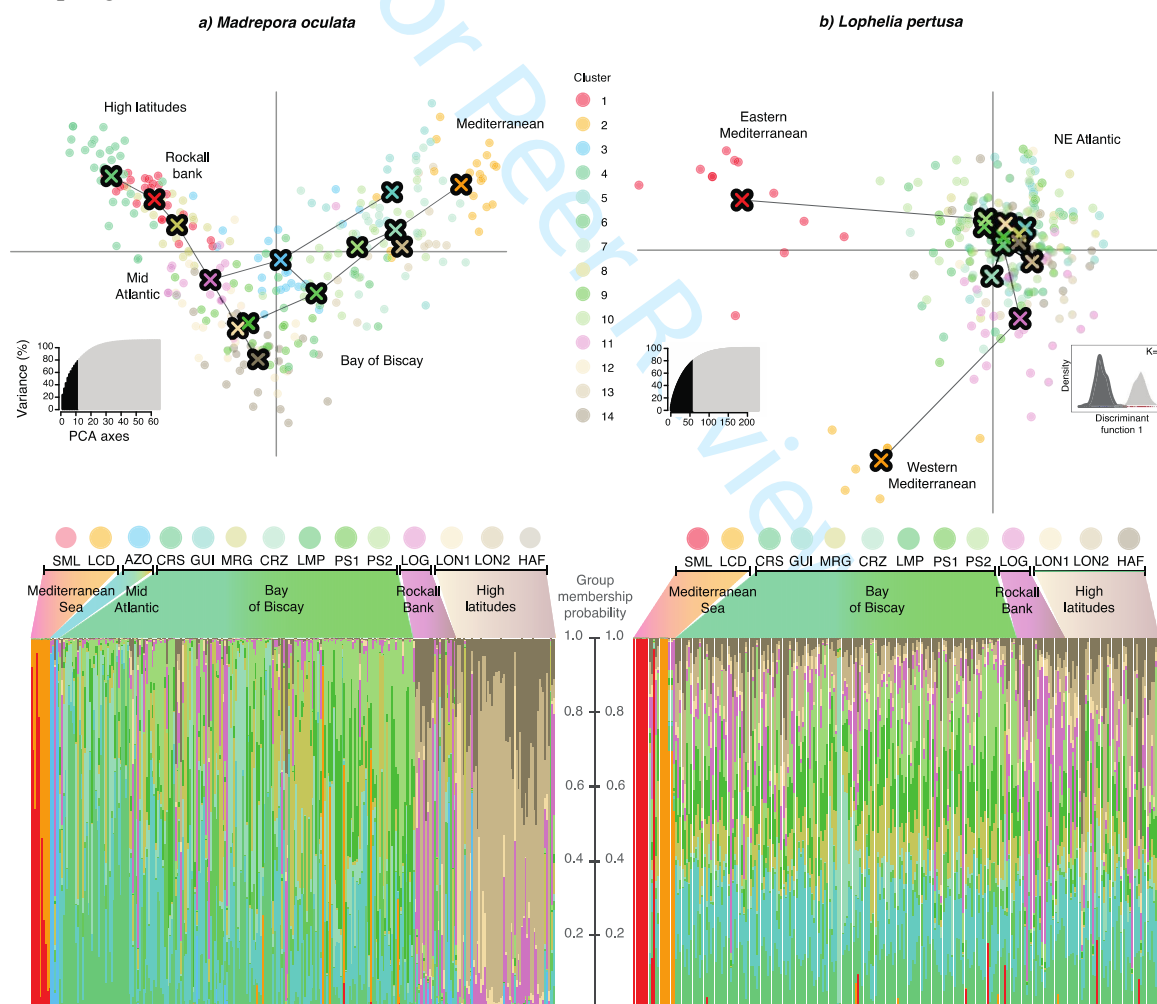 a) Madrepora oculata
b) Lophelia pertusa
or Peer Review
Cluster
1
2
3
4
5
6
7
8
9
10
11
12
13
14
High latitudes
Rockall
bank
Mediterranean
Mid
Atlantic
Bay of Biscay
Variance (%)
100
80
60
40
20
0
0 10 20 30 40 50 60
PCA axes
Eastern
Mediterranean
NE Atlantic
Western
Mediterranean
100
80
60
40
20
0
0 50 100 150 200
K=
Density
Discriminant
function 1
SML LCD AZO CRS GUI MRG CRZ LMP PS1 PS2 LOG LON1 LON2 HAF
Mediterranean
Sea
Mid
Atlantic
Bay
of Biscay
Rockall
Bank
High
latitudes
Group
membership
probability
1.0 1.0
0.8 0.8
0.6 0.6
0.4 0.4
0.2 0.2
SML LCD CRS GUI MRG CRZ LMP PS1 PS2 LOG LON1 LON2 HAF
Mediterranean
Sea
Bay
of Biscay
Rockall
Bank
High
latitudes